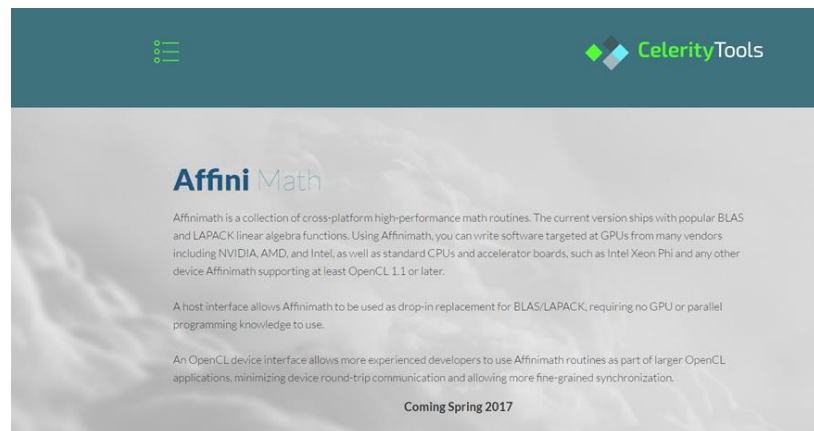 CelerityTools
Affini Math
Affinimath is a collection of cross-platform high-performance math routines. The current version ships with popular BLAS
and LAPACK linear algebra functions. Using Affinimath, you can write software targeted at GPUs from many vendors
including NVIDIA, AMD, and Intel, as well as standard CPUs and accelerator boards, such as Intel Xeon Phi and any other
device Affinimath supporting at least OpenCL 1.1 or later.
A host interface allows Affinimath to be used as drop-in replacement for BLAS/LAPACK, requiring no GPU or parallel
programming knowledge to use.
An OpenCL device interface allows more experienced developers to use Affinimath routines as part of larger OpenCL
applications, minimizing device round-trip communication and allowing more fine-grained synchronization.
Coming Spring 2017